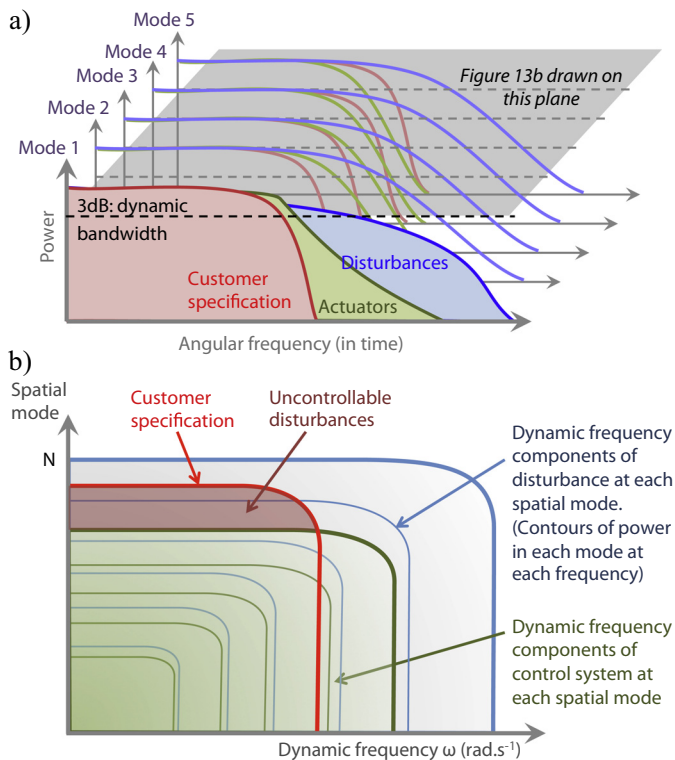 a)
Mode 5
Mode 4
Mode 3
Mode 2
Mode 1
Figure 13b drawn on
this plane
3dB: dynamic
bandwidth
Power
Customer
specification
Disturbances
Actuators
Angular frequency (in time)
b)
Spatial
mode
N
Customer
specification
Uncontrollable
disturbances
Dynamic frequency
components of
disturbance at each
spatial mode.
(Contours of power
in each mode at
each frequency)
Dynamic frequency
components of
control system at
each spatial mode
Dynamic frequency ω (rad.s⁻¹)